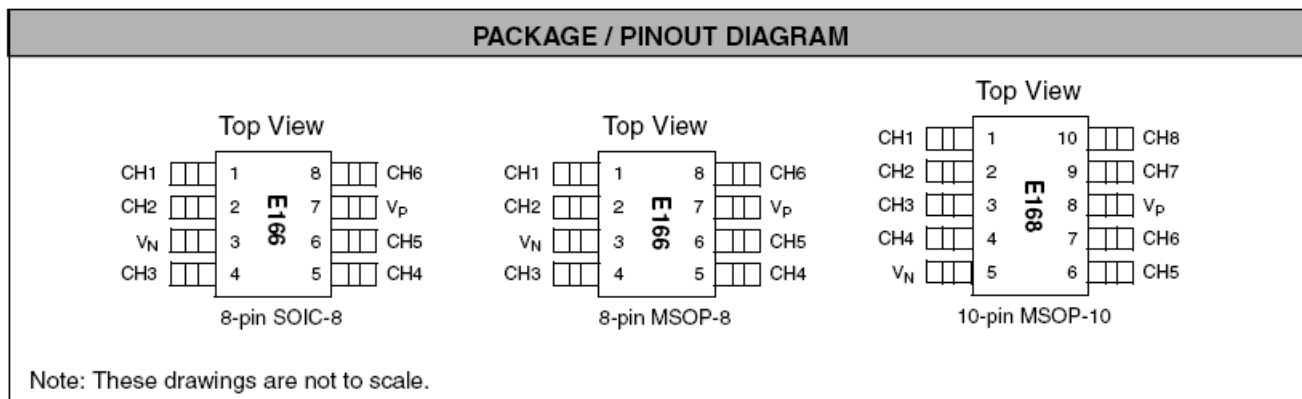 PACKAGE / PINOUT DIAGRAM
Top View
CH1 1 8 CH6
CH2 2 7 VP
VN 3 6 CH5
CH3 4 5 CH4
E166
8-pin SOIC-8
Top View
CH1 1 8 CH6
CH2 2 7 VP
VN 3 6 CH5
CH3 4 5 CH4
E166
8-pin MSOP-8
Top View
CH1 1 10 CH8
CH2 2 9 CH7
CH3 3 8 VP
CH4 4 7 CH6
VN 5 6 CH5
E168
10-pin MSOP-10
Note: These drawings are not to scale.